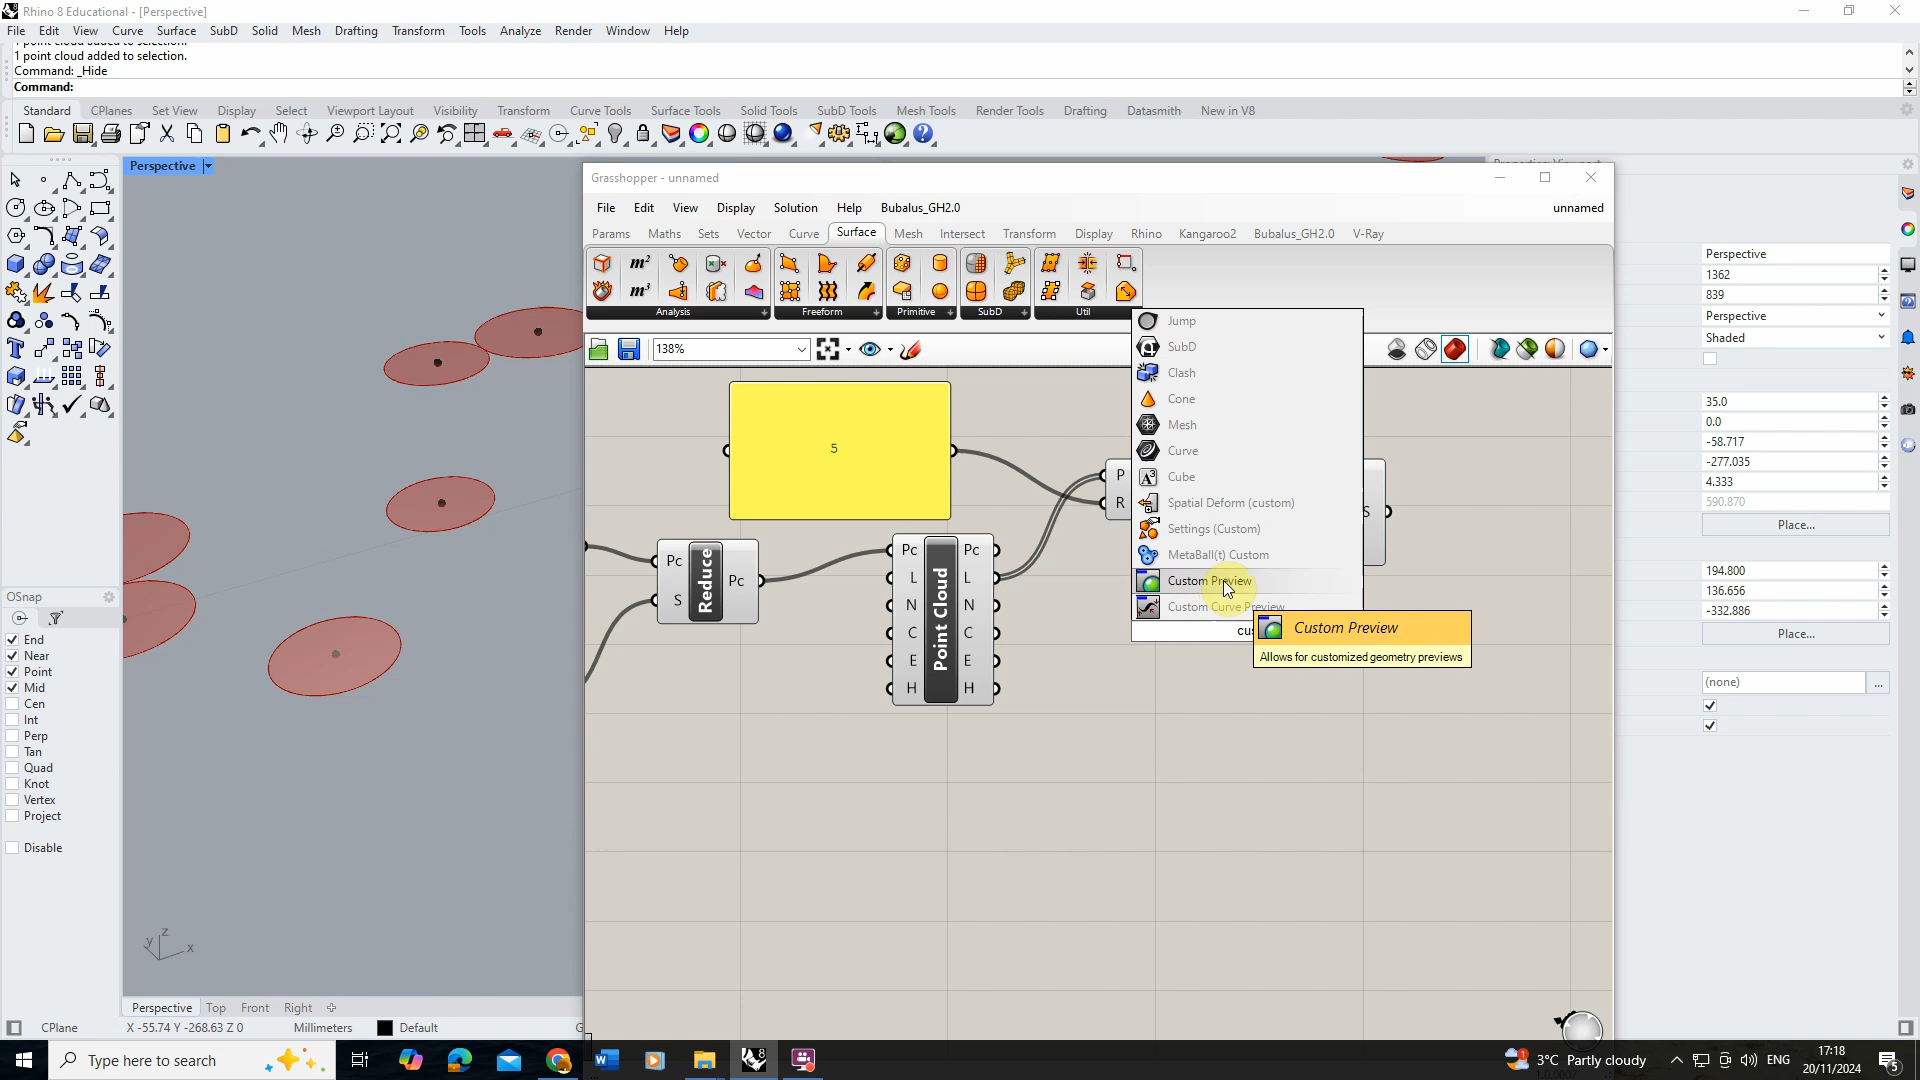 Rhino 8 Educational - [Perspective]
File Edit View Curve Surface SubD Solid Mesh Drafting Transform Tools Analyze Render Window Help
1 point cloud added to selection.
Command: _Hide
Command:
Standard CPlanes Set View Display Select Viewport Layout Visibility Transform Curve Tools Surface Tools Solid Tools SubD Tools Mesh Tools Render Tools Drafting Datasmith New in V8
Perspective
Grasshopper - unnamed
File Edit View Display Solution Help Bubalus_GH2.0 unnamed
Params Maths Sets Vector Curve Surface Mesh Intersect Transform Display Rhino Kangaroo2 Bubalus_GH2.0 V-Ray
m² m³
Analysis Freeform Primitive SubD Util
138%
Jump
SubD
Clash
Cone
Mesh
Curve
Cube
Spatial Deform (custom)
Settings (Custom)
MetaBall(t) Custom
Custom Preview
Custom Curve Preview
cu
Custom Preview
Allows for customized geometry previews
5
P
R
S
Pc
S
Reduce
Pc
Pc
L
N
C
E
H
Point Cloud
Pc
L
N
C
E
H
Perspective
1362
839
Perspective
Shaded
35.0
0.0
-58.717
-277.035
4.333
590.870
Place...
194.800
136.656
-332.886
Place...
(none) ...
OSnap
End
Near
Point
Mid
Cen
Int
Perp
Tan
Quad
Knot
Vertex
Project
Disable
z
y
x
Perspective Top Front Right
CPlane X -55.74 Y -268.63 Z 0 Millimeters Default
Type here to search
3°C Partly cloudy ENG
17:18
20/11/2024
5